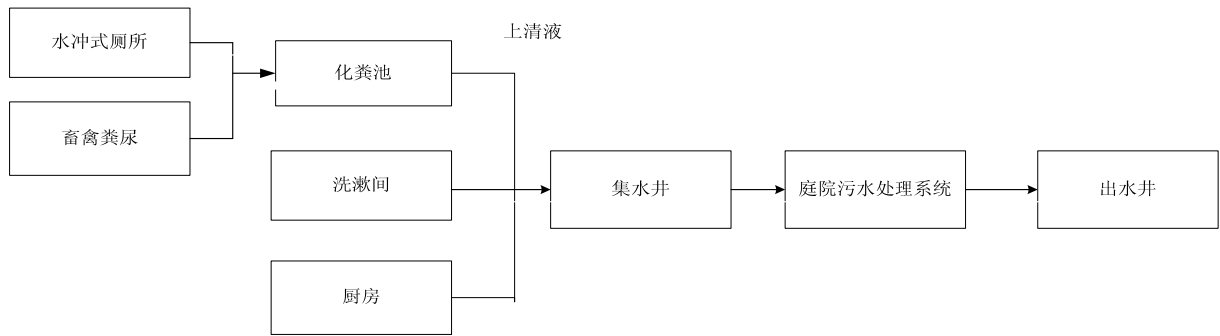 水冲式厕所
畜禽粪尿
化粪池
上清液
洗漱间
厨房
集水井
庭院污水处理系统
出水井